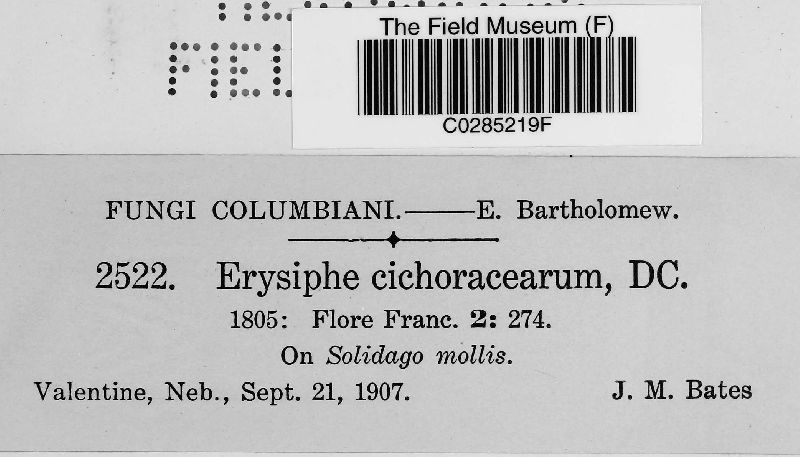 The Field Museum (F)
C0285219F
FUNGI COLUMBIANI.——E. Bartholomew.
2522. Erysiphe cichoracearum, DC.
1805: Flore Franc. 2: 274.
On Solidago mollis.
Valentine, Neb., Sept. 21, 1907. J. M. Bates